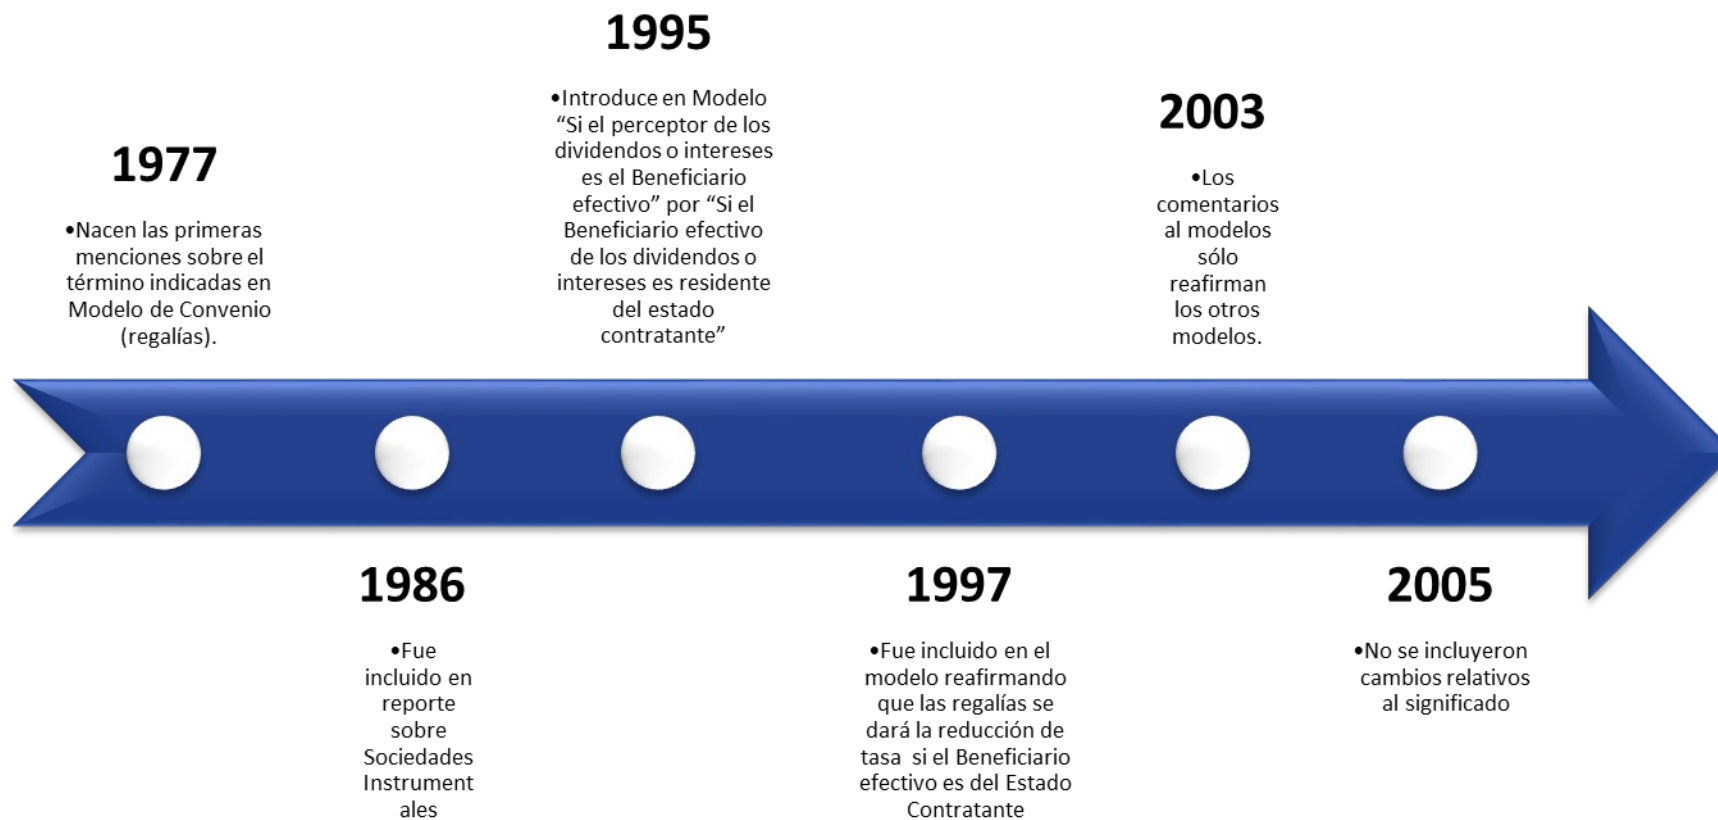 1977
•Nacen las primeras
menciones sobre el
término indicadas en
Modelo de Convenio
(regalías).
1986
•Fue
incluido en
reporte
sobre
Sociedades
Instrument
ales
1995
•Introduce en Modelo
“Si el perceptor de los
dividendos o intereses
es el Beneficiario
efectivo” por “Si el
Beneficiario efectivo
de los dividendos o
intereses es residente
del estado
contratante”
1997
•Fue incluido en el
modelo reafirmando
que las regalías se
dará la reducción de
tasa si el Beneficiario
efectivo es del Estado
Contratante
2003
•Los
comentarios
al modelos
sólo
reafirman
los otros
modelos.
2005
•No se incluyeron
cambios relativos
al significado